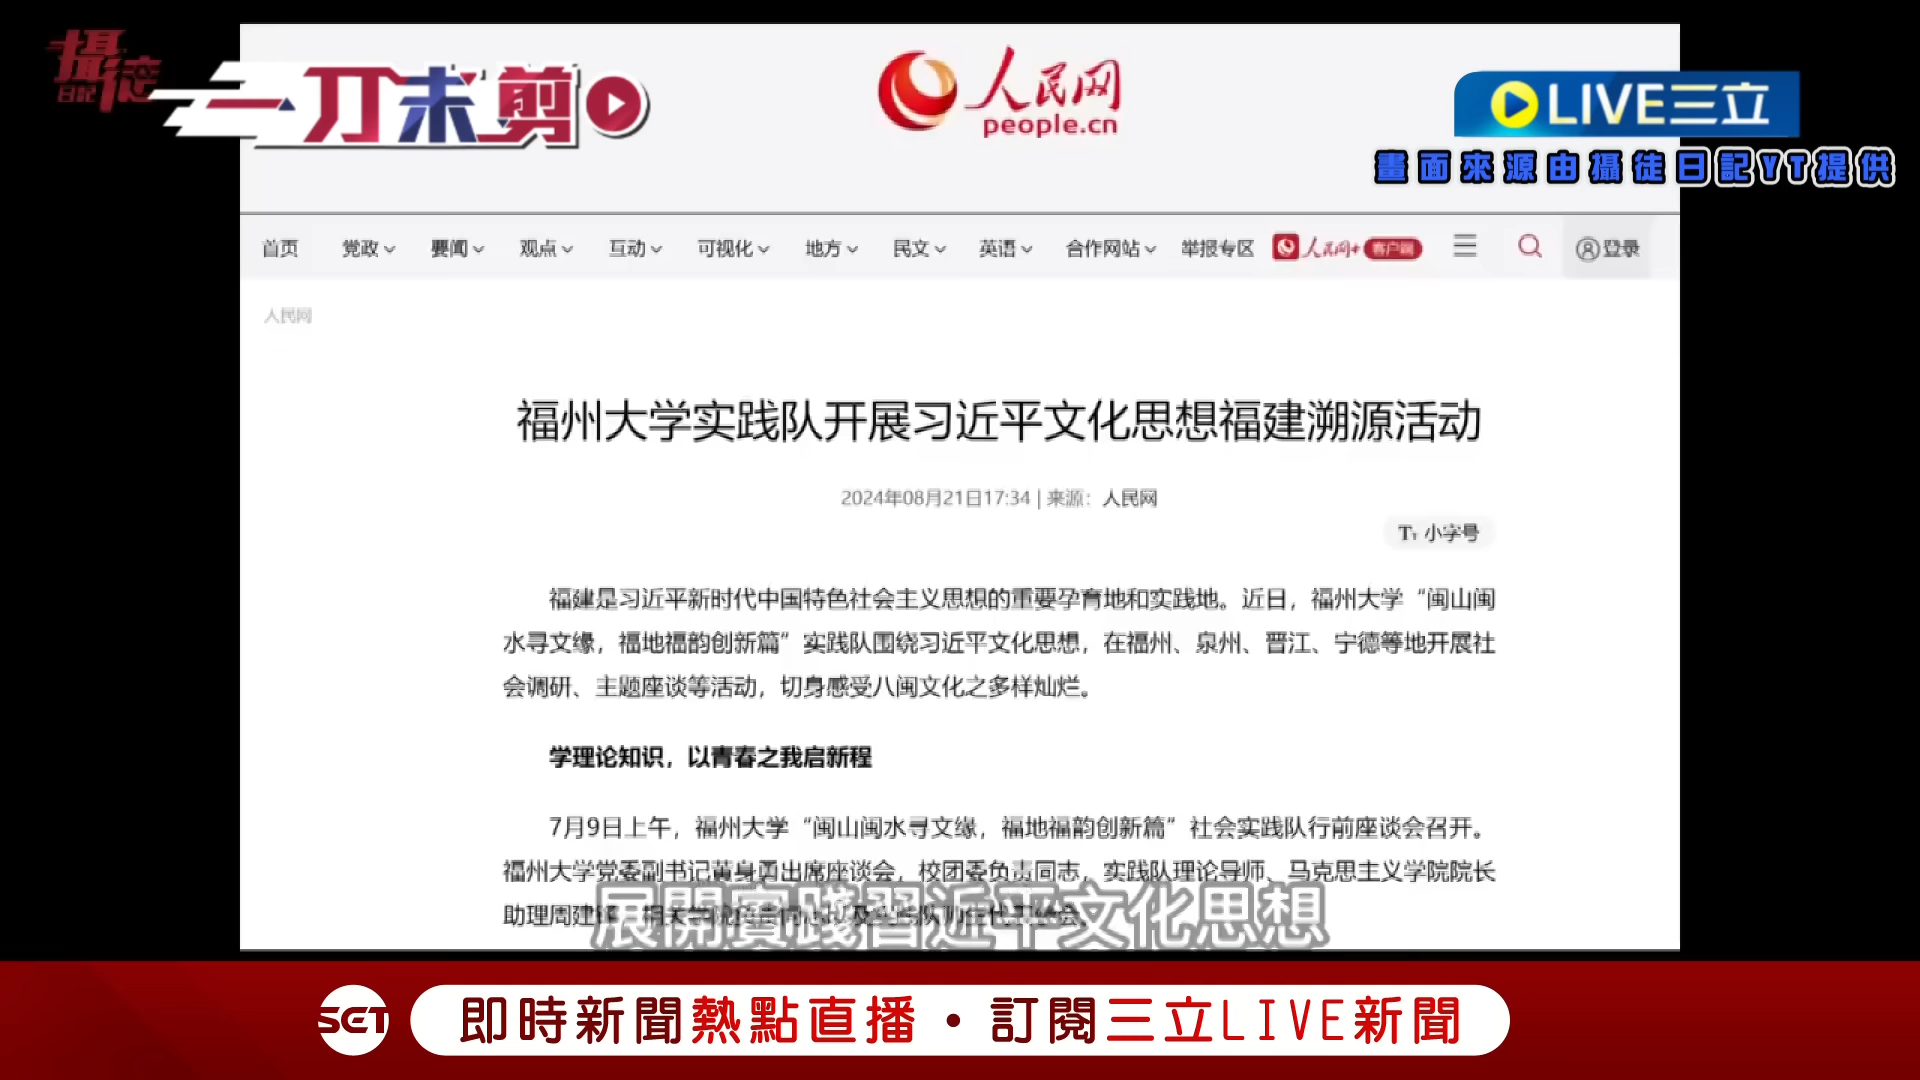 攝徒
日記
一刀未剪
人民网
people.cn
LIVE三立
畫面來源由攝徒日記YT提供
首页 党政 要闻 观点 互动 可视化 地方 民文 英语 合作网站 举报专区 人民网+ 客户端 登录
人民网
福州大学实践队开展习近平文化思想福建溯源活动
2024年08月21日17:34 | 来源：人民网
小字号
福建是习近平新时代中国特色社会主义思想的重要孕育地和实践地。近日，福州大学“闽山闽
水寻文缘，福地福韵创新篇”实践队围绕习近平文化思想，在福州、泉州、晋江、宁德等地开展社
会调研、主题座谈等活动，切身感受八闽文化之多样灿烂。
学理论知识，以青春之我启新程
7月9日上午，福州大学“闽山闽水寻文缘，福地福韵创新篇”社会实践队行前座谈会召开。
福州大学党委副书记黄身勇出席座谈会，校团委负责同志，实践队理论导师、马克思主义学院院长
助理周建
展開實踐習近平文化思想
SET 即時新聞熱點直播・訂閱三立LIVE新聞